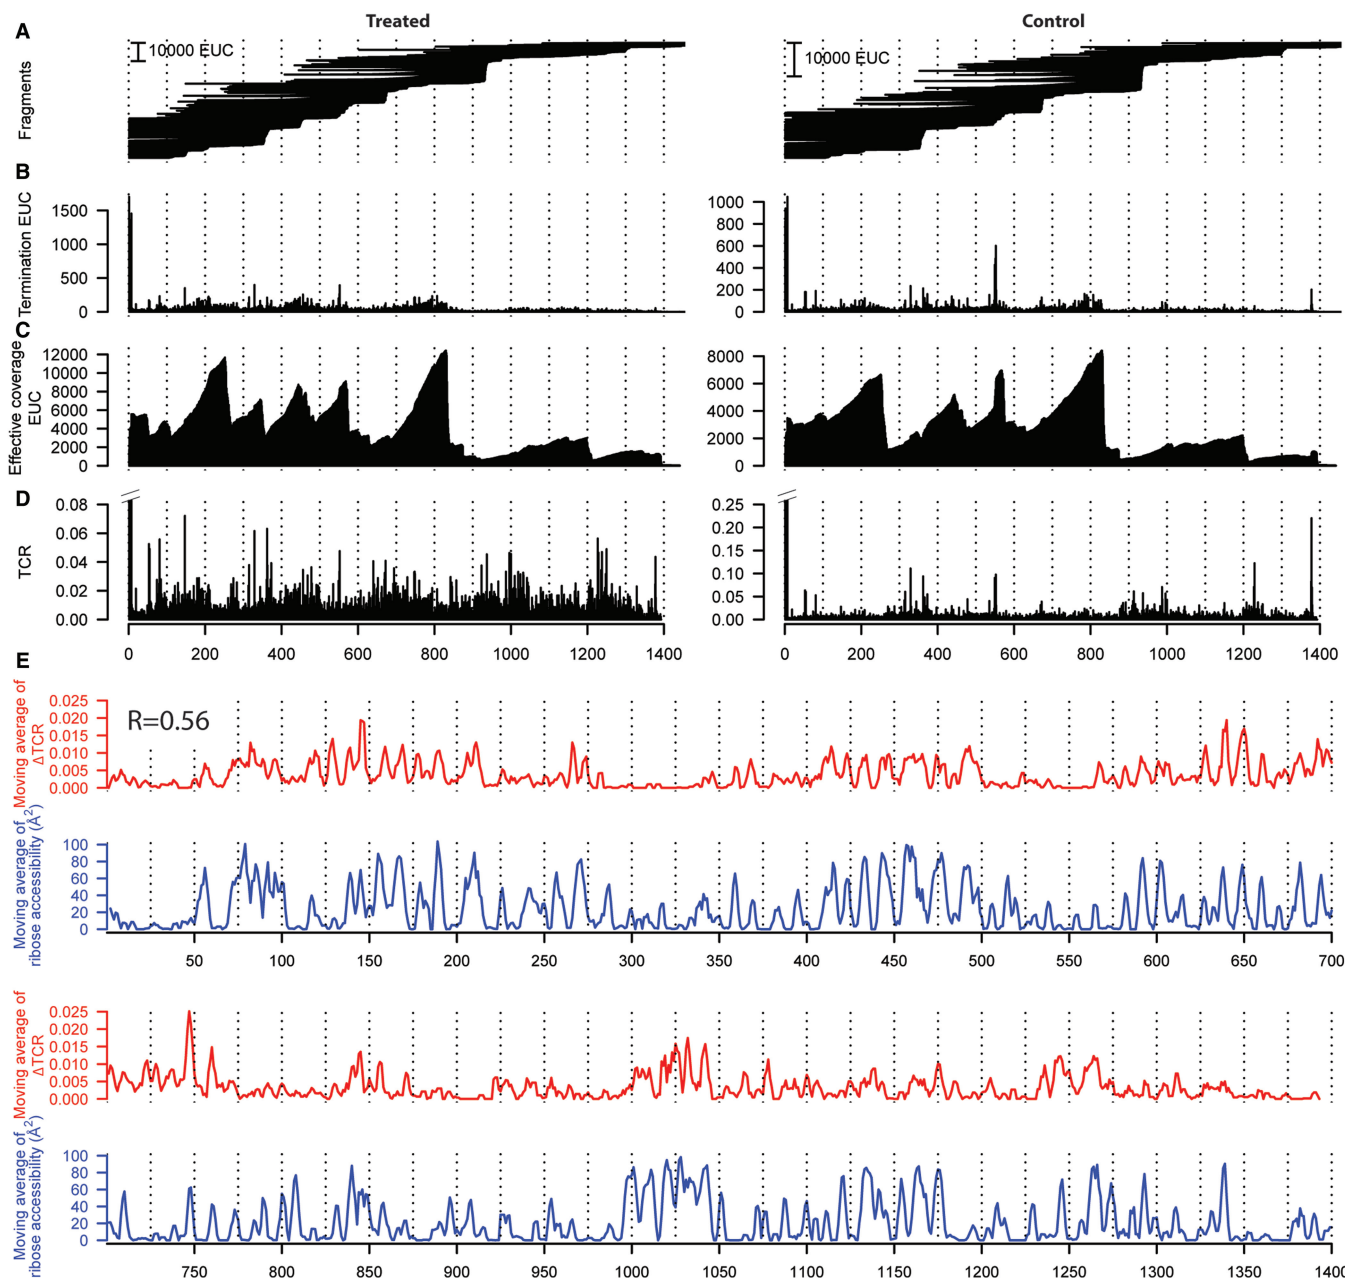 Treated
Control
A
10000 EUC
10000 EUC
Fragments
B
Termination EUC
1500
1000
500
0
1000
800
600
400
200
0
C
Effective coverage
EUC
12000
10000
8000
6000
4000
2000
0
8000
6000
4000
2000
0
D
TCR
0.08
0.06
0.04
0.02
0.00
0.25
0.20
0.15
0.10
0.05
0.00
0 200 400 600 800 1000 1200 1400
0 200 400 600 800 1000 1200 1400
E
Moving average of
ΔTCR
0.025
0.020
0.015
0.010
0.005
0.000
R=0.56
Moving average of
ribose accessibility (Å²)
100
80
60
40
20
0
50 100 150 200 250 300 350 400 450 500 550 600 650 700
Moving average of
ΔTCR
0.025
0.020
0.015
0.010
0.005
0.000
Moving average of
ribose accessibility (Å²)
100
80
60
40
20
0
750 800 850 900 950 1000 1050 1100 1150 1200 1250 1300 1350 1400